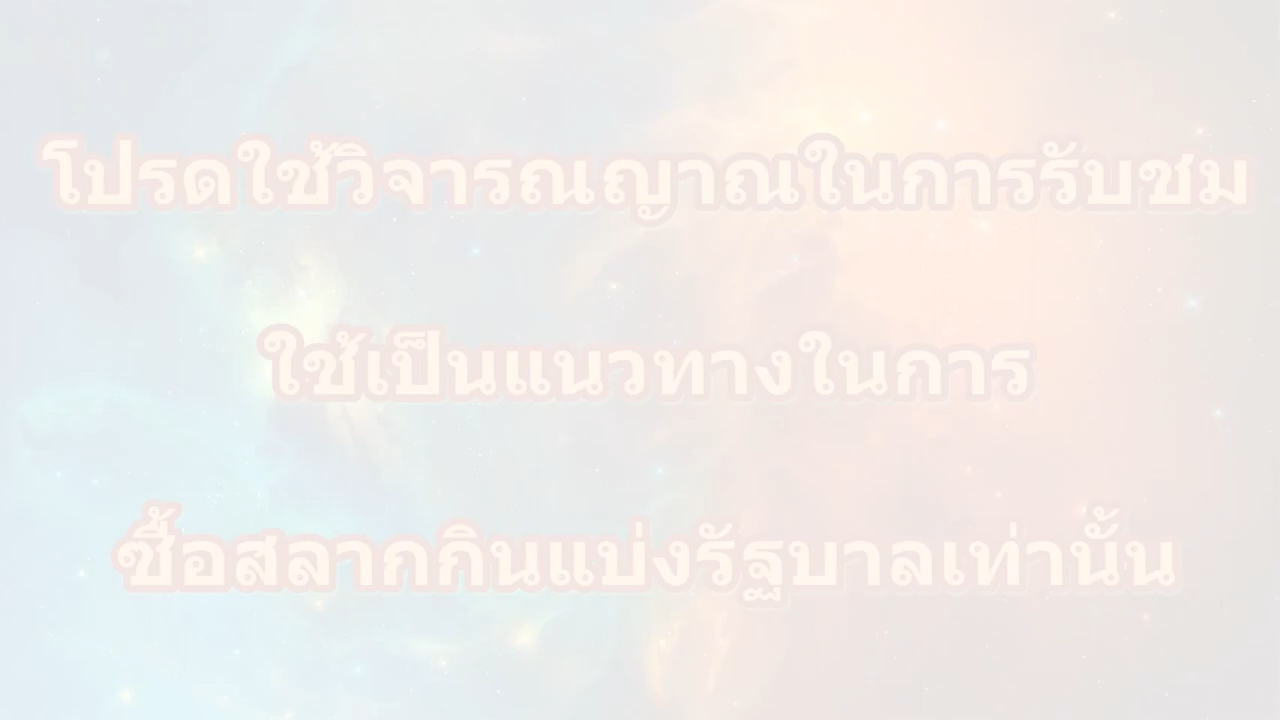 โปรดใช้วิจารณญาณในการรับชม
ใช้เป็นแนวทางในการ
ซื้อสลากกินแบ่งรัฐบาลเท่านั้น